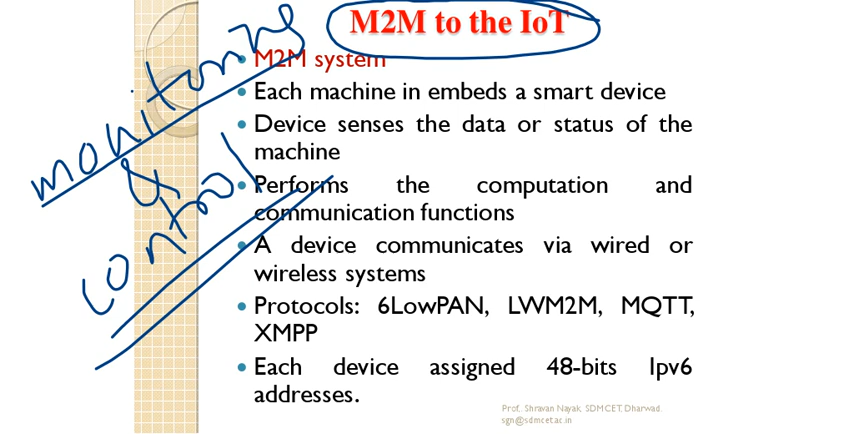 M2M to the IoT
monitoring
&
control
• M2M system
• Each machine in embeds a smart device
• Device senses the data or status of the
machine
• Performs the computation and
communication functions
• A device communicates via wired or
wireless systems
• Protocols: 6LowPAN, LWM2M, MQTT,
XMPP
• Each device assigned 48-bits Ipv6
addresses.
Prof. Shravan Nayak, SDMCET, Dharwad.
sgn@sdmcet.ac.in